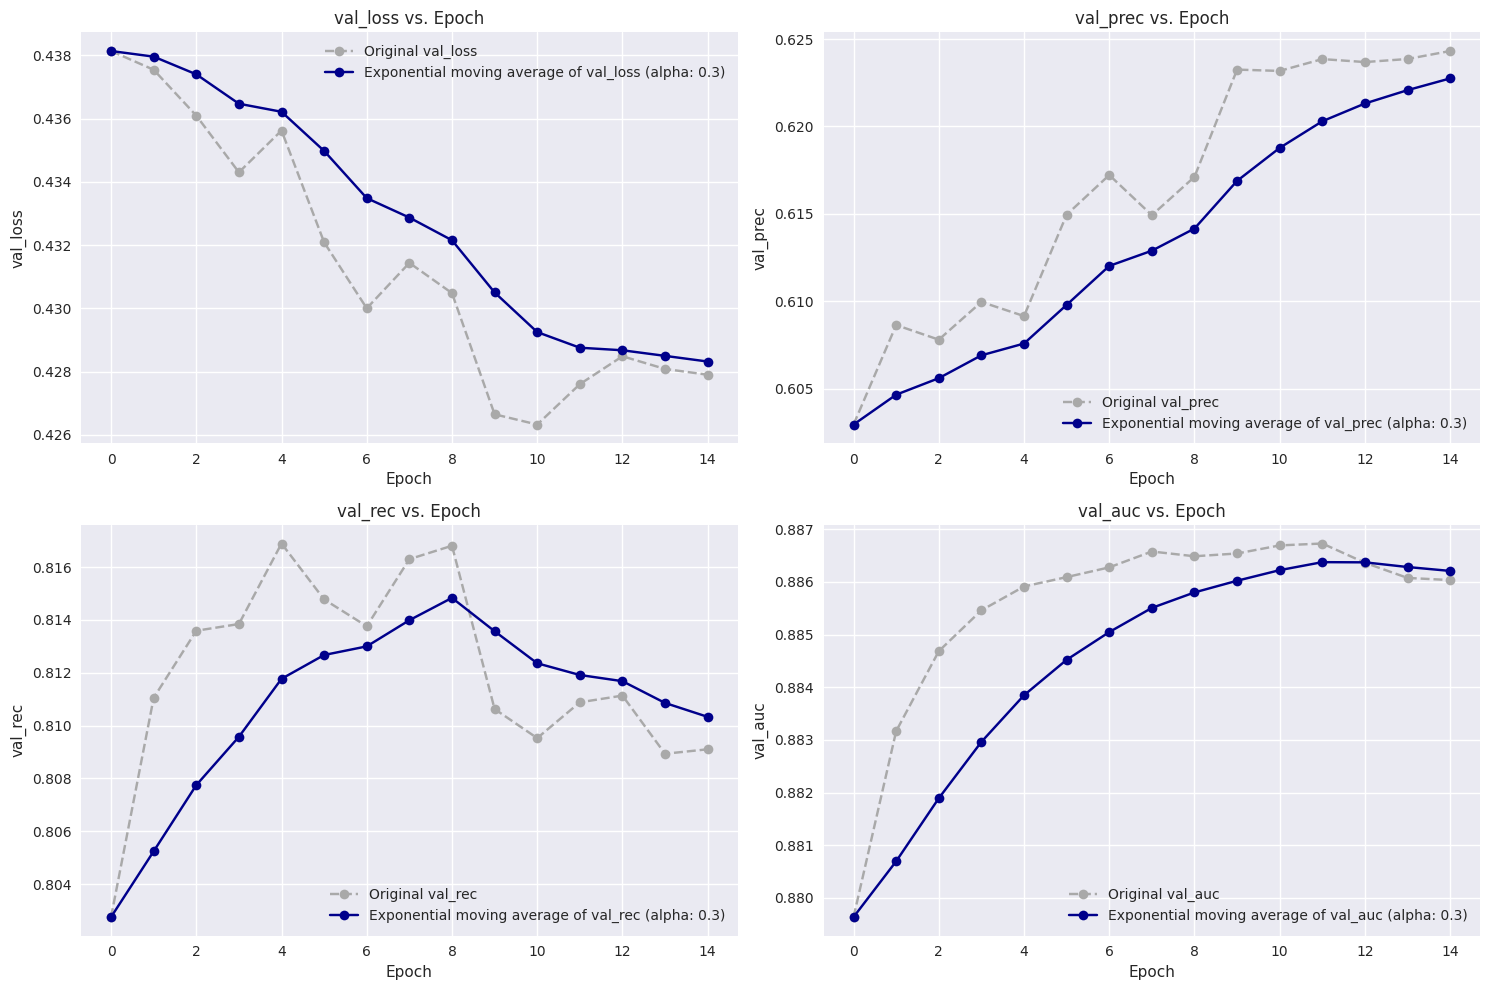 val_loss vs. Epoch
0.438
0.436
0.434
0.432
0.430
0.428
0.426
val_loss
Original val_loss
Exponential moving average of val_loss (alpha: 0.3)
0 2 4 6 8 10 12 14
Epoch
val_prec vs. Epoch
0.625
0.620
0.615
0.610
0.605
val_prec
Original val_prec
Exponential moving average of val_prec (alpha: 0.3)
0 2 4 6 8 10 12 14
Epoch
val_rec vs. Epoch
0.816
0.814
0.812
0.810
0.808
0.806
0.804
val_rec
Original val_rec
Exponential moving average of val_rec (alpha: 0.3)
0 2 4 6 8 10 12 14
Epoch
val_auc vs. Epoch
0.887
0.886
0.885
0.884
0.883
0.882
0.881
0.880
val_auc
Original val_auc
Exponential moving average of val_auc (alpha: 0.3)
0 2 4 6 8 10 12 14
Epoch